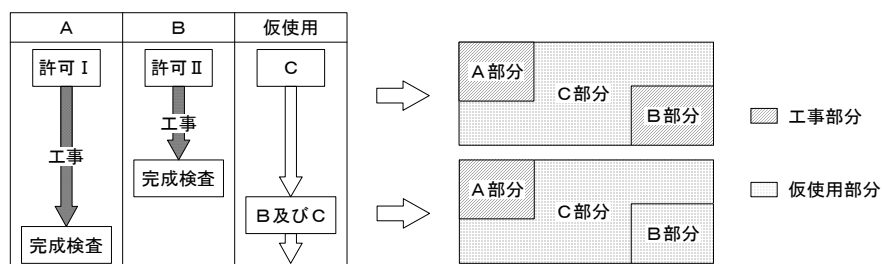 A
B
仮使用
許可Ⅰ
許可Ⅱ
C
工事
工事
完成検査
B及びC
完成検査
A部分
C部分
B部分
A部分
C部分
B部分
工事部分
仮使用部分